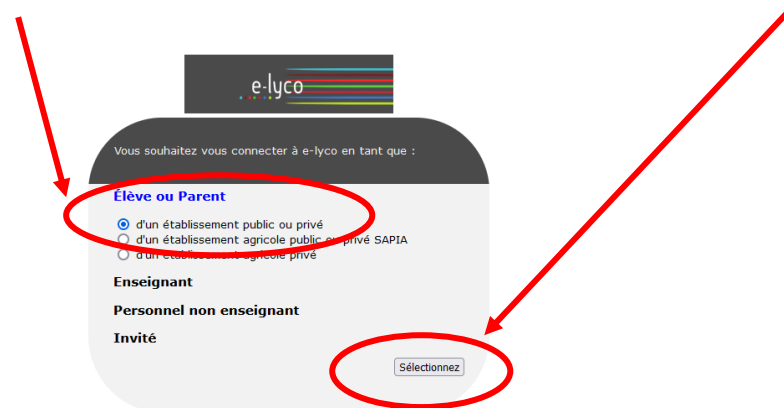 e-lyco
Vous souhaitez vous connecter à e-lyco en tant que :
Élève ou Parent
d'un établissement public ou privé
d'un établissement agricole public ou privé SAPIA
d'un établissement agricole privé
Enseignant
Personnel non enseignant
Invité
Sélectionnez